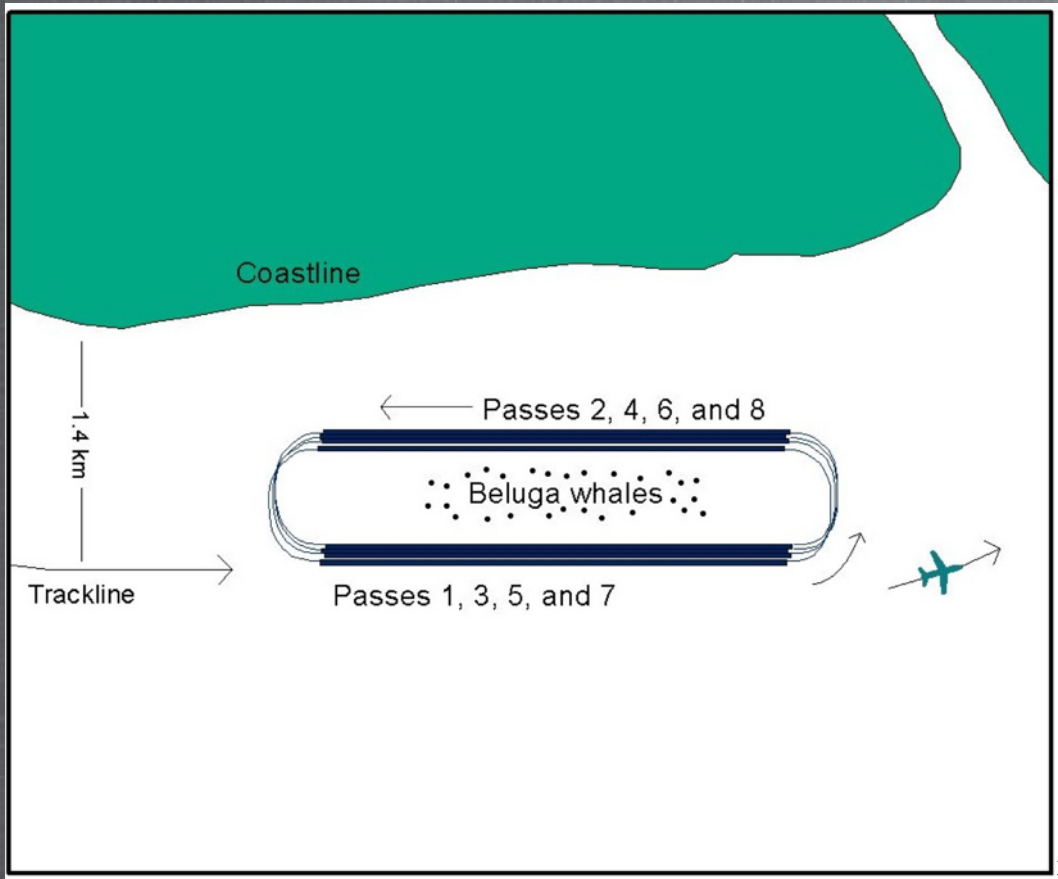 Coastline
Passes 2, 4, 6, and 8
1.4 km
Beluga whales
Trackline
Passes 1, 3, 5, and 7